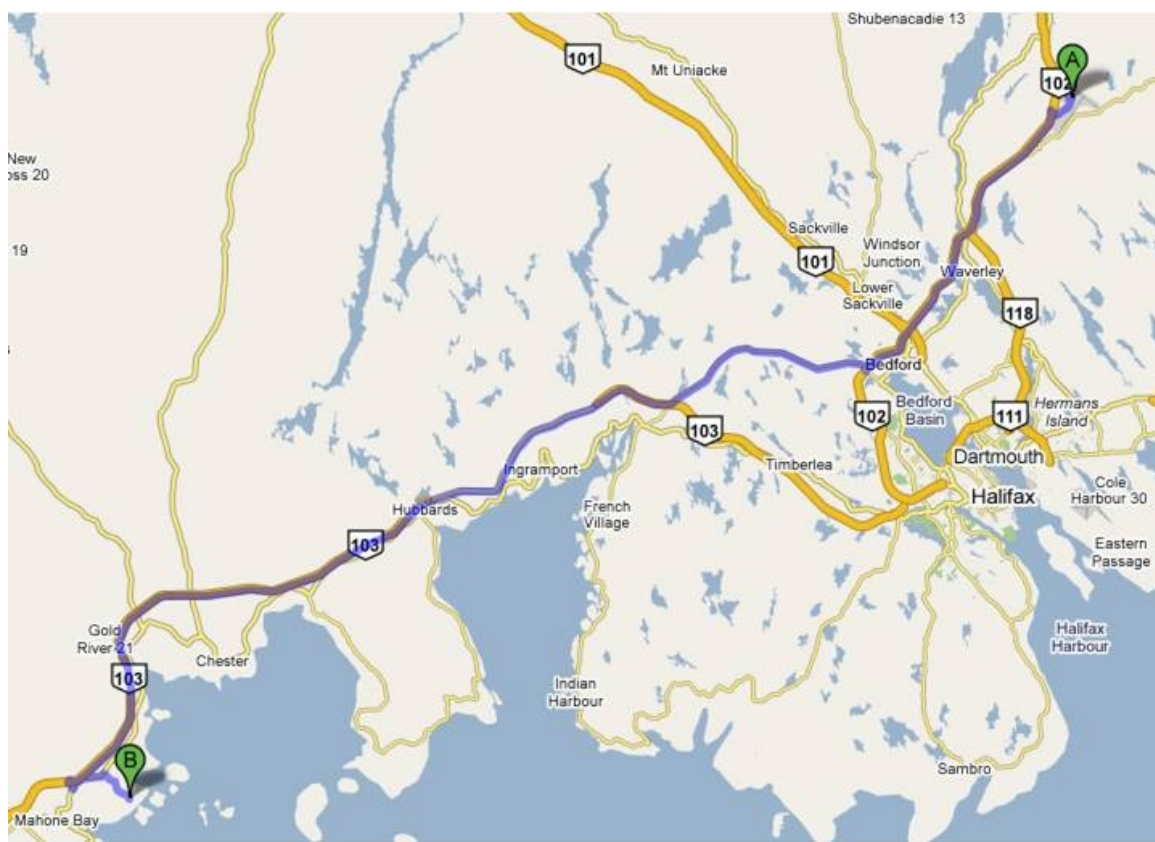 Shubenacadie 13
A
101
Mt Uniacke
102
New
oss 20
19
Sackville
Windsor
Junction
101
Waverley
Lower
Sackville
118
Bedford
Bedford
Basin
102
Hermans
Island
111
103
Timberlea
Dartmouth
Ingramport
Halifax
Cole
Harbour 30
French
Village
Hubbards
103
Eastern
Passage
Gold
River 21
Chester
Halifax
Harbour
103
Indian
Harbour
B
Sambro
Mahone Bay